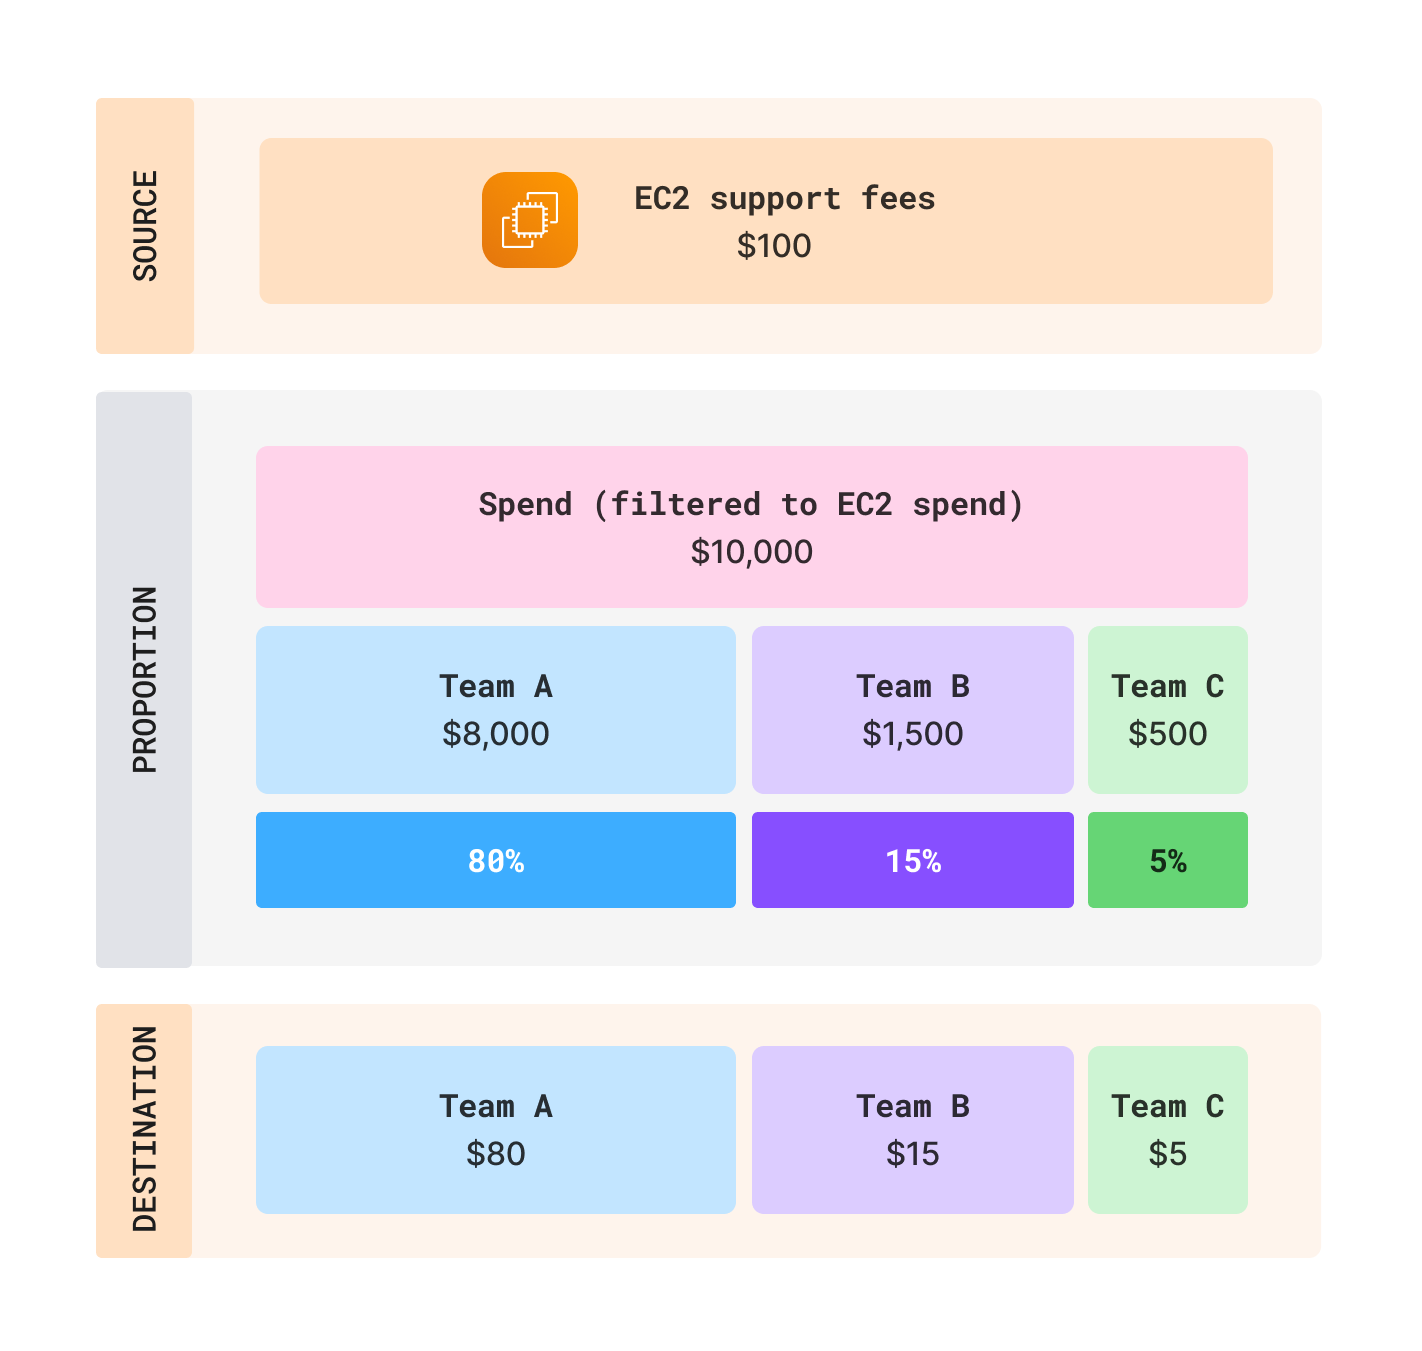 SOURCE
EC2 support fees
$100
PROPORTION
Spend (filtered to EC2 spend)
$10,000
Team A
$8,000
Team B
$1,500
Team C
$500
80%
15%
5%
DESTINATION
Team A
$80
Team B
$15
Team C
$5